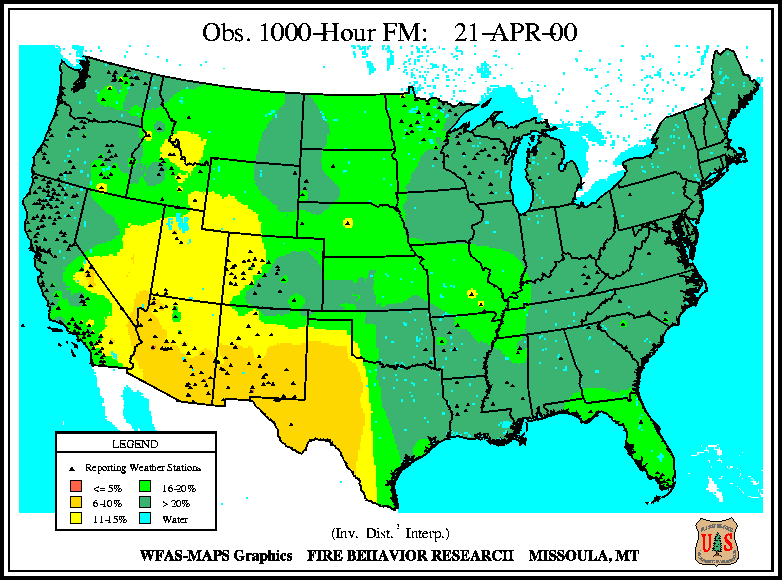 Obs. 1000-Hour FM: 21-APR-00
LEGEND
Reporting Weather Stations
<= 5% 16-20%
6-10% > 20%
11-15% Water
(Inv. Dist.² Interp.)
WFAS-MAPS Graphics FIRE BEHAVIOR RESEARCH MISSOULA, MT
U S